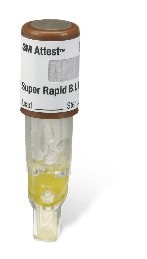 3M Attest™
Super Rapid B.I.
Load